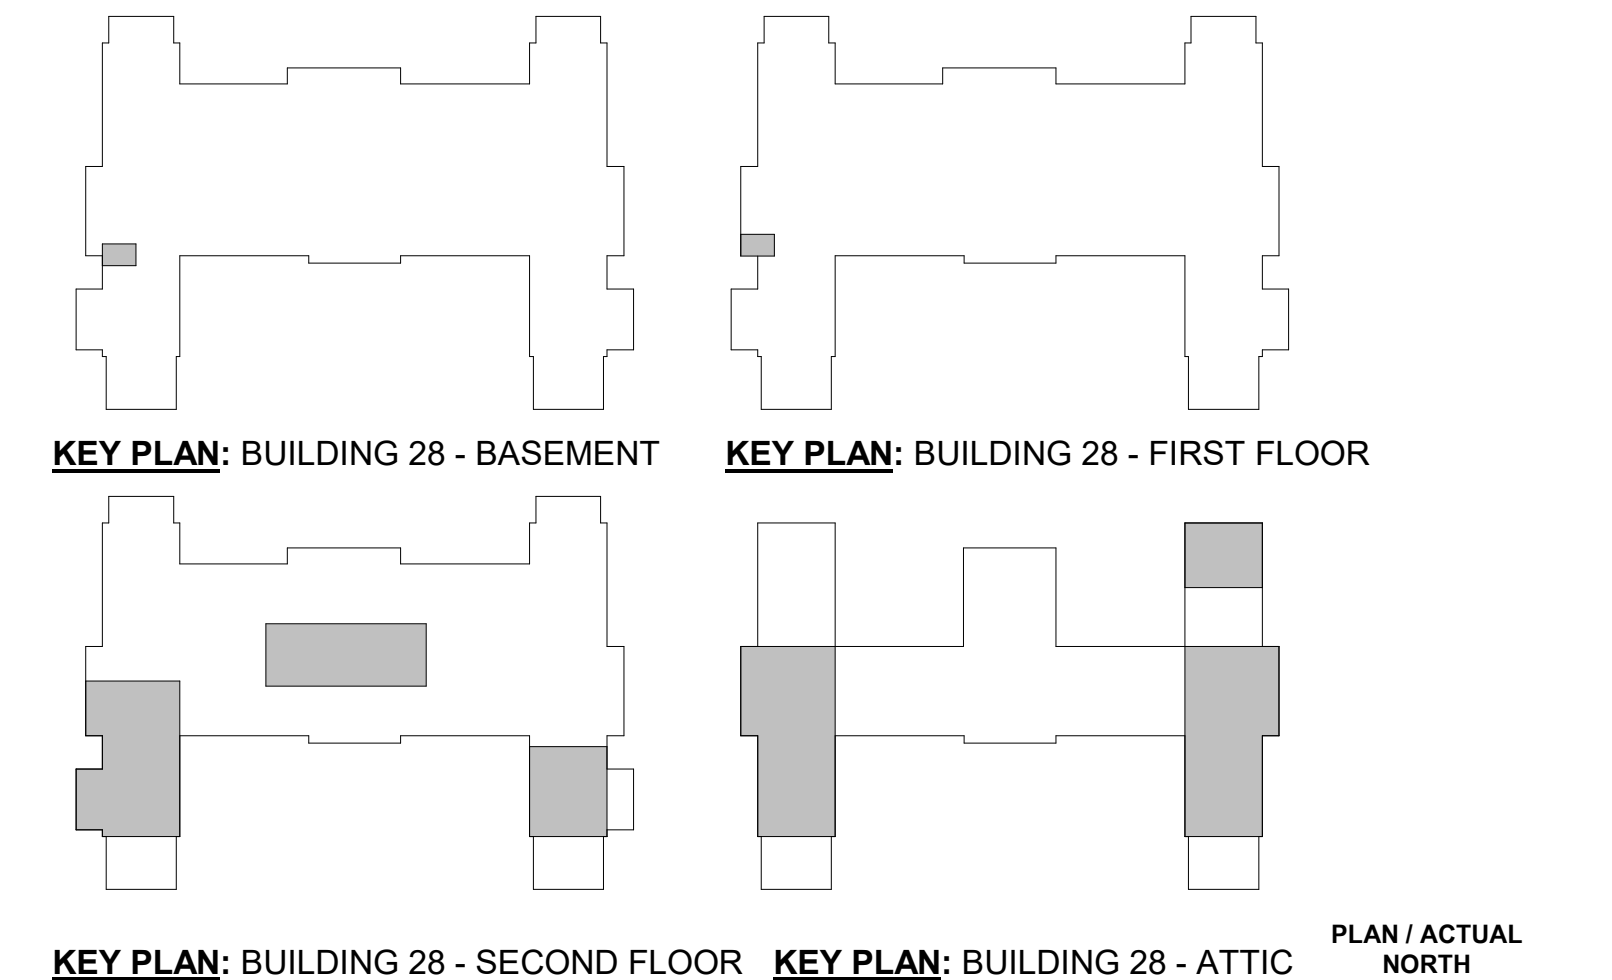 KEY PLAN: BUILDING 28 - BASEMENT
KEY PLAN: BUILDING 28 - FIRST FLOOR
KEY PLAN: BUILDING 28 - SECOND FLOOR
KEY PLAN: BUILDING 28 - ATTIC
PLAN / ACTUAL
NORTH